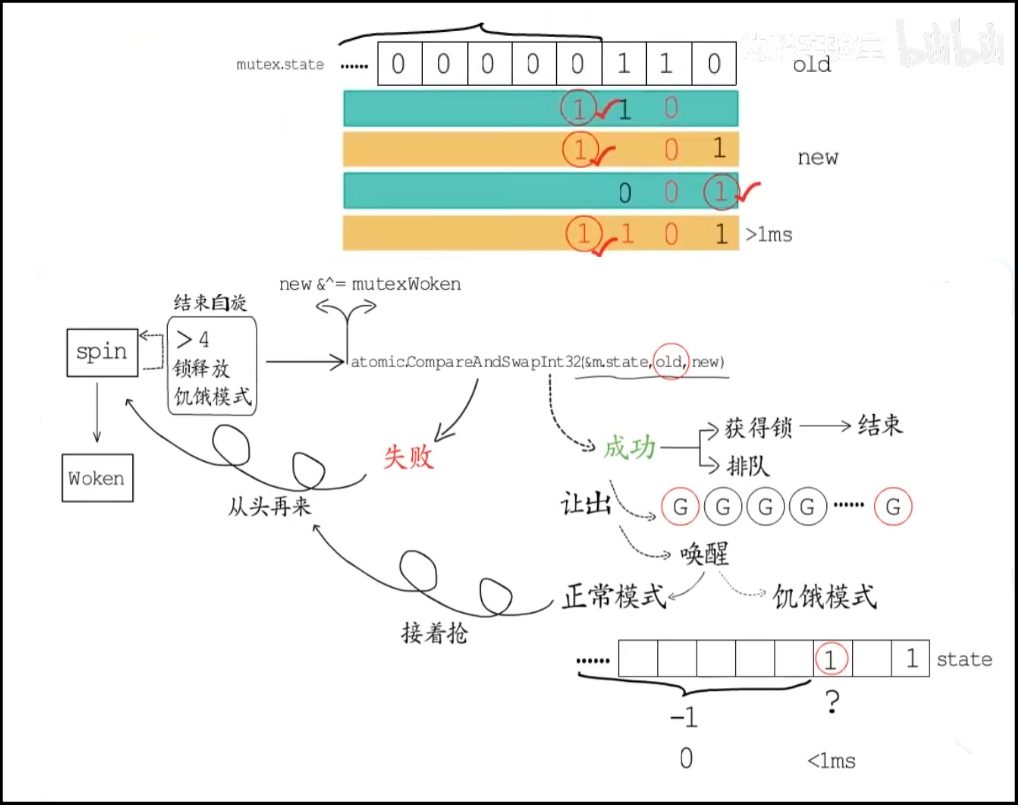 mutex.state ...... 0 0 0 0 0 1 1 0 old
1 1 0
1 0 1
new
0 0 1
1 1 0 1 >1ms
new &^= mutexWoken
结束自旋
spin
>4
锁释放
饥饿模式
atomic.CompareAndSwapInt32(&m.state,old,new)
Woken
失败
成功
获得锁
结束
排队
从头再来
让出
G G G G ...... G
唤醒
正常模式
饥饿模式
接着抢
...... 1 1 state
-1
?
0
<1ms
bilibili